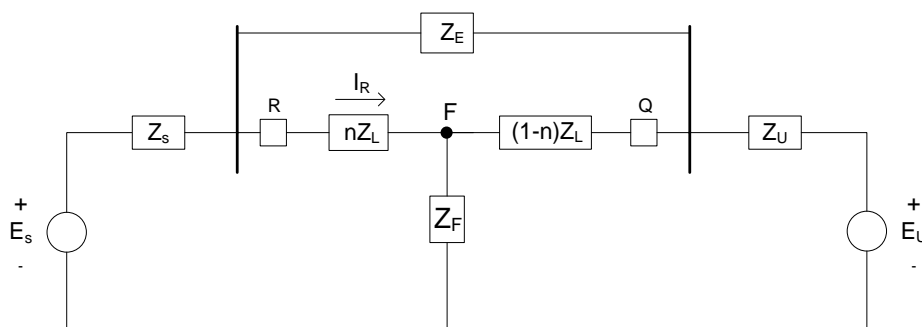 Z_E
I_R
R
F
Q
Z_s
nZ_L
(1-n)Z_L
Z_U
+
+
Z_F
E_s
E_U
-
-